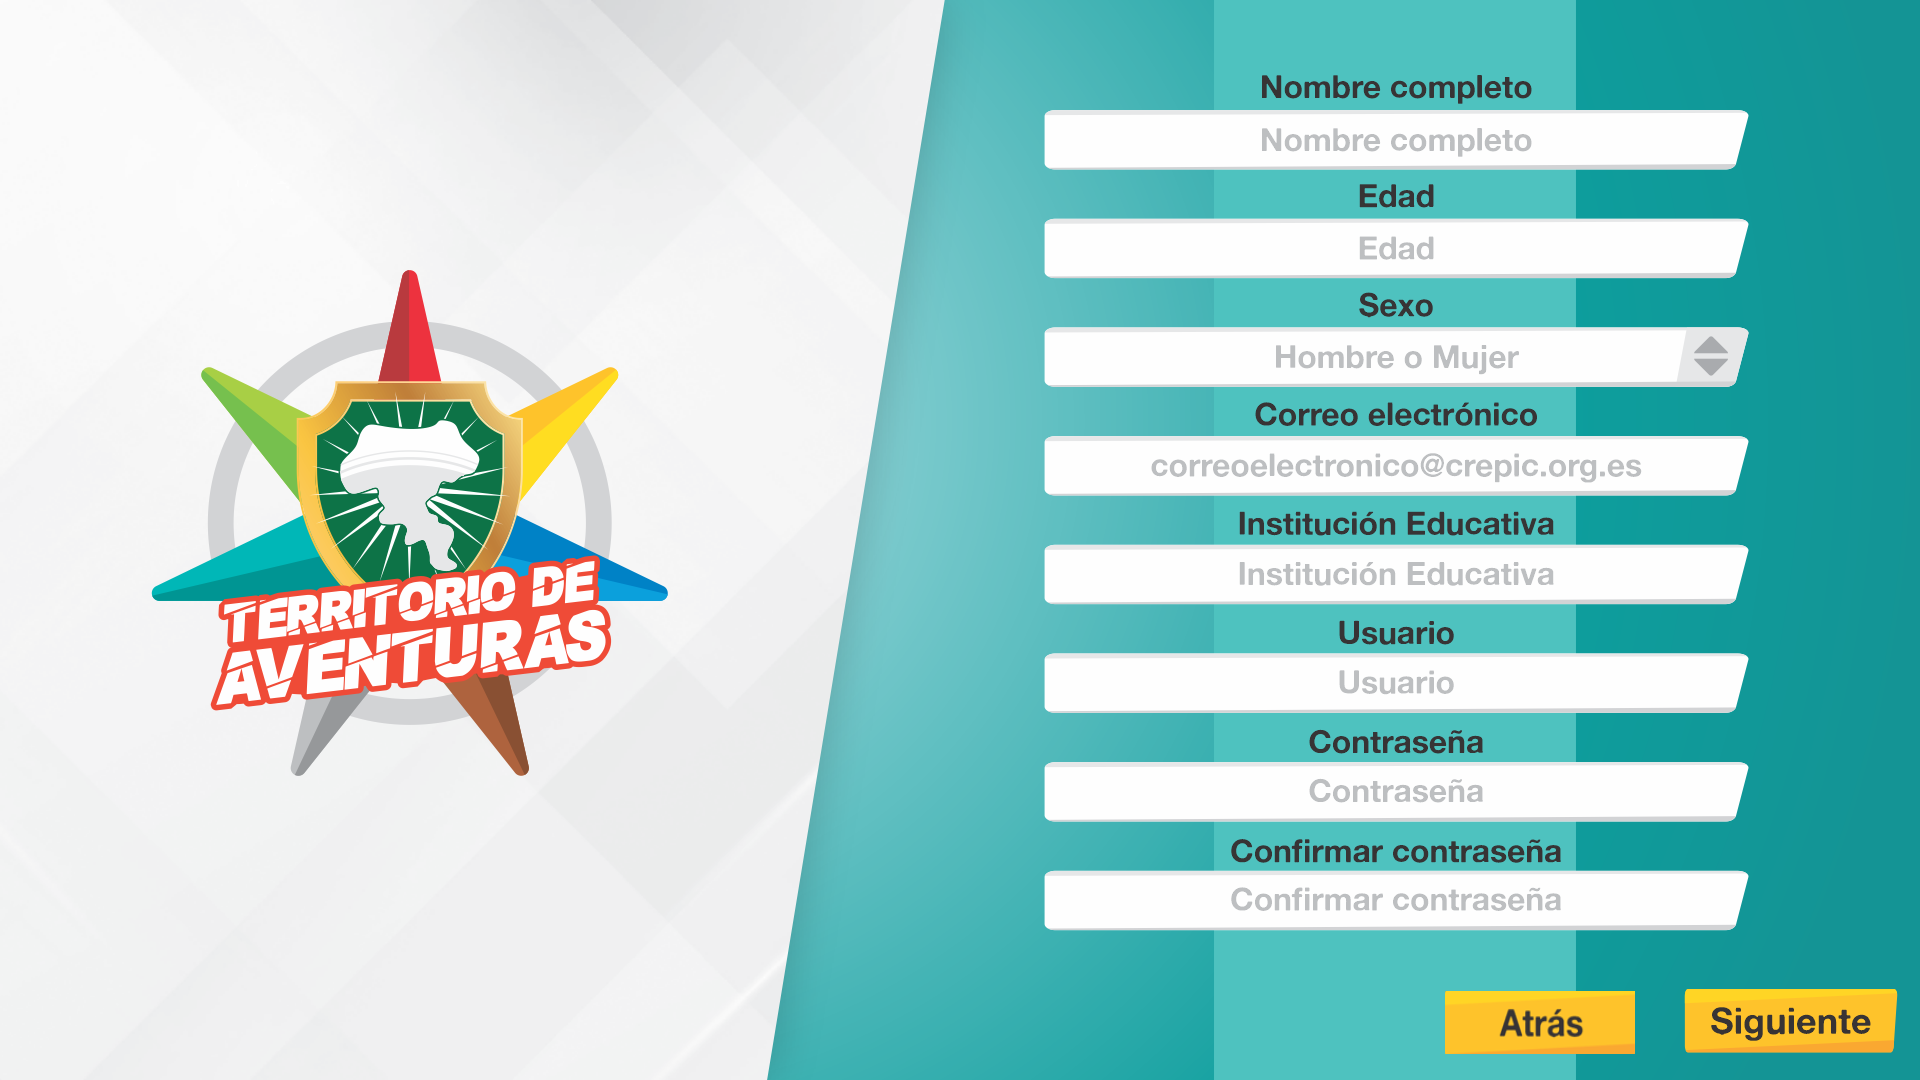 TERRITORIO DE
AVENTURAS
Nombre completo
Nombre completo
Edad
Edad
Sexo
Hombre o Mujer
Correo electrónico
correoelectronico@crepic.org.es
Institución Educativa
Institución Educativa
Usuario
Usuario
Contraseña
Contraseña
Confirmar contraseña
Confirmar contraseña
Atrás
Siguiente